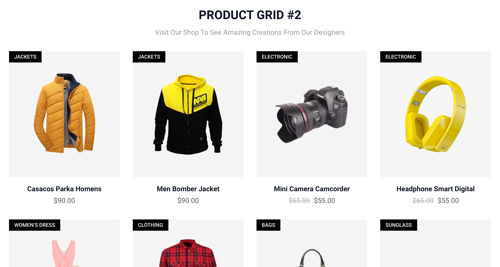 PRODUCT GRID #2
Visit Our Shop To See Amazing Creations From Our Designers
JACKETS
JACKETS
ELECTRONIC
ELECTRONIC
Casacos Parka Homens
Men Bomber Jacket
Mini Camera Camcorder
Headphone Smart Digital
$90.00
$90.00
$65.00 $55.00
$65.00 $55.00
WOMEN'S DRESS
CLOTHING
BAGS
SUNGLASS